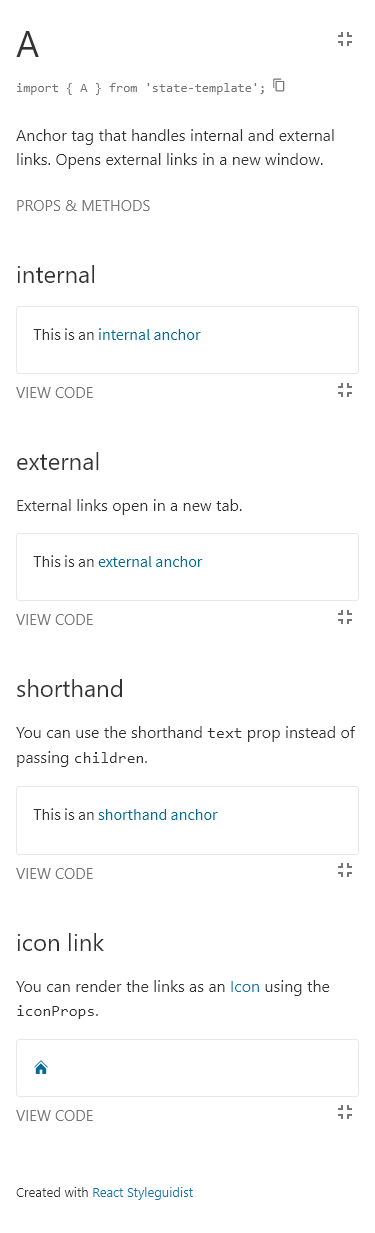 A
import { A } from 'state-template';
Anchor tag that handles internal and external
links. Opens external links in a new window.
PROPS & METHODS
internal
This is an internal anchor
VIEW CODE
external
External links open in a new tab.
This is an external anchor
VIEW CODE
shorthand
You can use the shorthand text prop instead of
passing children.
This is an shorthand anchor
VIEW CODE
icon link
You can render the links as an Icon using the
iconProps.
VIEW CODE
Created with React Styleguidist